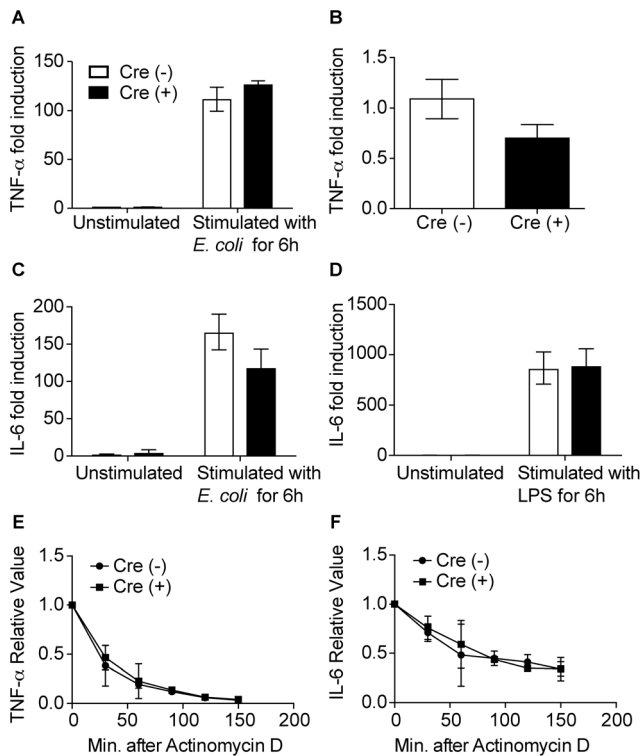 A
TNF-α fold induction
150
100
50
0
Cre (-)
Cre (+)
Unstimulated
Stimulated with
E. coli for 6h
B
TNF-α fold induction
1.5
1.0
0.5
0.0
Cre (-)
Cre (+)
C
IL-6 fold induction
200
150
100
50
0
Unstimulated
Stimulated with
E. coli for 6h
D
IL-6 fold induction
1500
1000
500
0
Unstimulated
Stimulated with
LPS for 6h
E
TNF-α Relative Value
1.5
1.0
0.5
0.0
Cre (-)
Cre (+)
0 50 100 150 200
Min. after Actinomycin D
F
IL-6 Relative Value
1.5
1.0
0.5
0.0
Cre (-)
Cre (+)
0 50 100 150 200
Min. after Actinomycin D